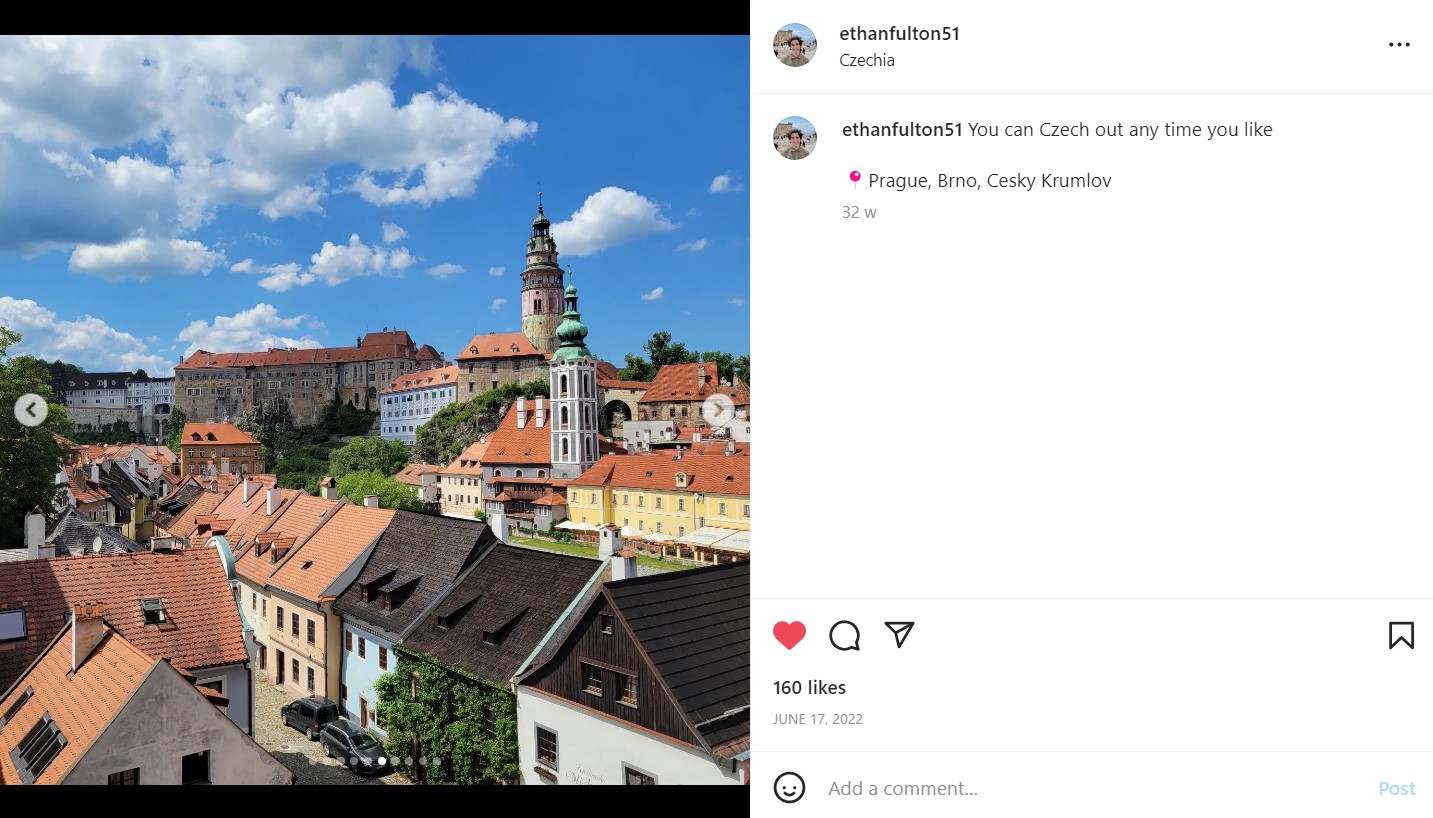 ethanfulton51
Czechia
ethanfulton51 You can Czech out any time you like
Prague, Brno, Cesky Krumlov
32 w
160 likes
JUNE 17, 2022
Add a comment...
Post